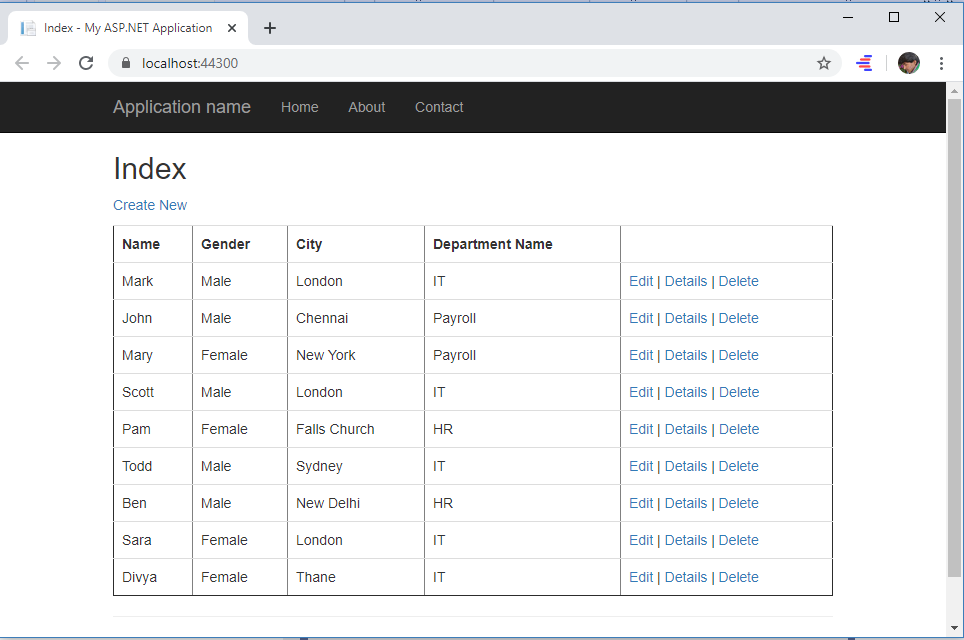 Index - My ASP.NET Application
localhost:44300
Application name Home About Contact
Index
Create New
Name Gender City Department Name
Mark Male London IT Edit | Details | Delete
John Male Chennai Payroll Edit | Details | Delete
Mary Female New York Payroll Edit | Details | Delete
Scott Male London IT Edit | Details | Delete
Pam Female Falls Church HR Edit | Details | Delete
Todd Male Sydney IT Edit | Details | Delete
Ben Male New Delhi HR Edit | Details | Delete
Sara Female London IT Edit | Details | Delete
Divya Female Thane IT Edit | Details | Delete